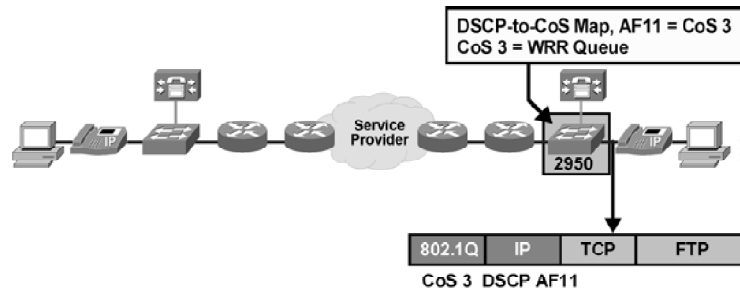 DSCP-to-CoS Map, AF11 = CoS 3
CoS 3 = WRR Queue
IP
Service
Provider
2950
IP
802.1Q IP TCP FTP
CoS 3 DSCP AF11